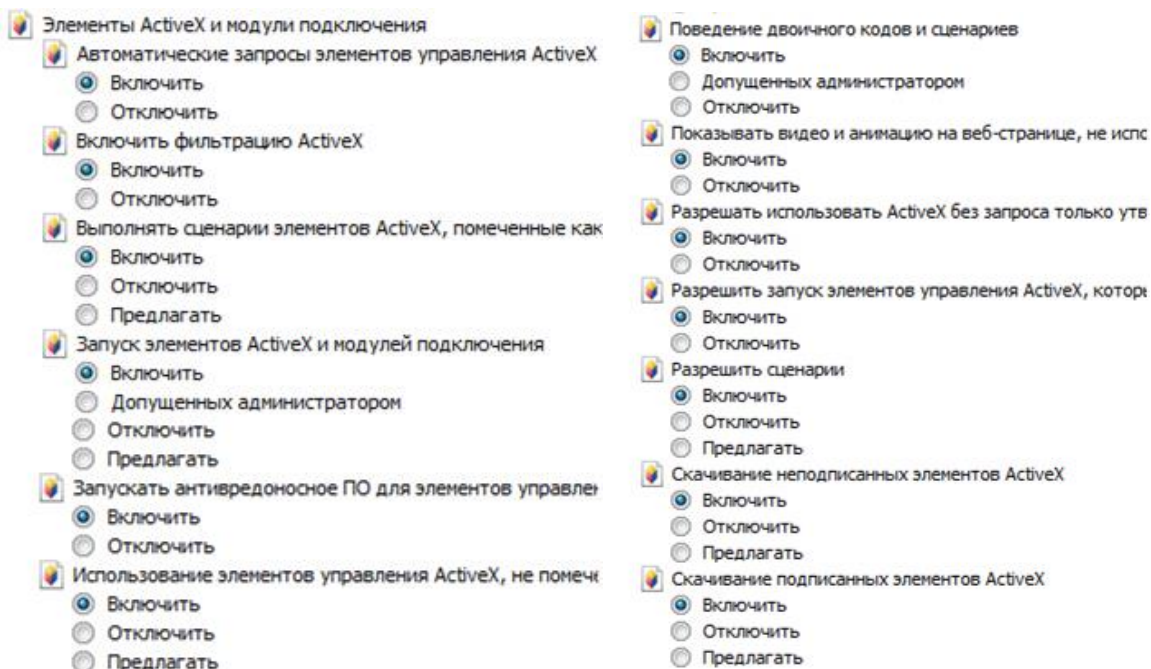 Элементы ActiveX и модули подключения
Автоматические запросы элементов управления ActiveX
Включить
Отключить
Включить фильтрацию ActiveX
Включить
Отключить
Выполнять сценарии элементов ActiveX, помеченные как
Включить
Отключить
Предлагать
Запуск элементов ActiveX и модулей подключения
Включить
Допущенных администратором
Отключить
Предлагать
Запускать антивредоносное ПО для элементов управлен
Включить
Отключить
Использование элементов управления ActiveX, не помече
Включить
Отключить
Предлагать
Поведение двоичного кодов и сценариев
Включить
Допущенных администратором
Отключить
Показывать видео и анимацию на веб-странице, не испо
Включить
Отключить
Разрешать использовать ActiveX без запроса только утв
Включить
Отключить
Разрешить запуск элементов управления ActiveX, котор
Включить
Отключить
Разрешить сценарии
Включить
Отключить
Предлагать
Скачивание неподписанных элементов ActiveX
Включить
Отключить
Предлагать
Скачивание подписанных элементов ActiveX
Включить
Отключить
Предлагать